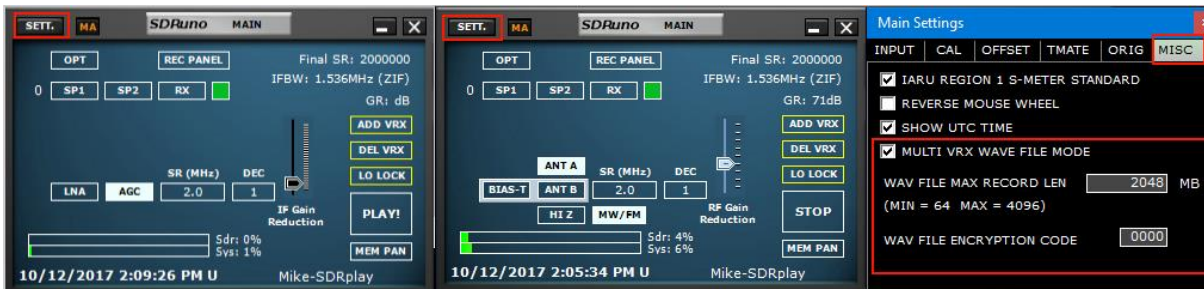 SETT. MA SDRuno MAIN
OPT REC PANEL Final SR: 2000000
IFBW: 1.536MHz (ZIF)
0 SP1 SP2 RX
GR: dB
ADD VRX
DEL VRX
SR (MHz) DEC LO LOCK
LNA AGC 2.0 1
IF Gain
Reduction
PLAY!
Sdr: 0%
Sys: 1%
MEM PAN
10/12/2017 2:09:26 PM U Mike-SDRplay
SETT. MA SDRuno MAIN
OPT REC PANEL Final SR: 2000000
IFBW: 1.536MHz (ZIF)
0 SP1 SP2 RX
GR: 71dB
ADD VRX
DEL VRX
ANT A SR (MHz) DEC LO LOCK
BIAS-T ANT B 2.0 1
HI Z MW/FM RF Gain
Reduction
STOP
Sdr: 4%
Sys: 6%
MEM PAN
10/12/2017 2:05:34 PM U Mike-SDRplay
Main Settings
INPUT CAL OFFSET TMATE ORIG MISC
IARU REGION 1 S-METER STANDARD
REVERSE MOUSE WHEEL
SHOW UTC TIME
MULTI VRX WAVE FILE MODE
WAV FILE MAX RECORD LEN 2048 MB
(MIN = 64 MAX = 4096)
WAV FILE ENCRYPTION CODE 0000